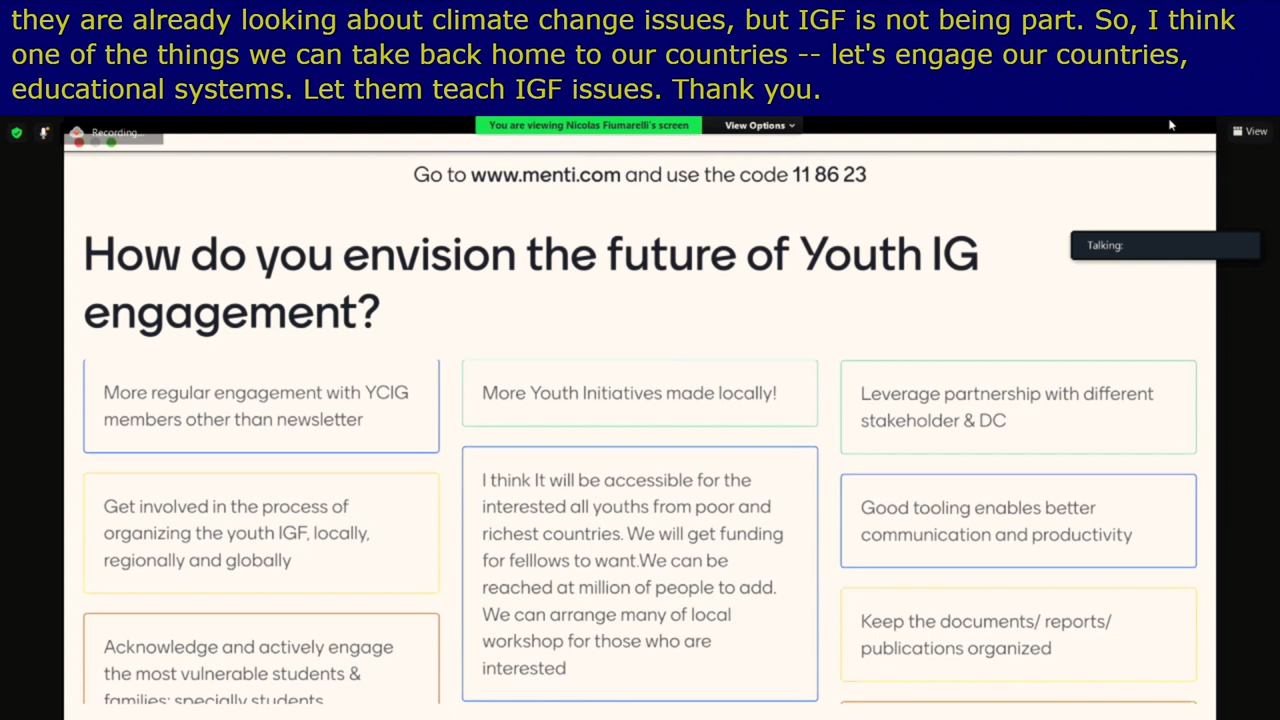 they are already looking about climate change issues, but IGF is not being part. So, I think
one of the things we can take back home to our countries -- let's engage our countries,
educational systems. Let them teach IGF issues. Thank you.
Recording...
You are viewing Nicolas Fiumarelli's screen
View Options
View
Go to www.menti.com and use the code 11 86 23
Talking:
How do you envision the future of Youth IG
engagement?
More regular engagement with YCIG
members other than newsletter
Get involved in the process of
organizing the youth IGF, locally,
regionally and globally
Acknowledge and actively engage
the most vulnerable students &
families; specially students
More Youth Initiatives made locally!
I think It will be accessible for the
interested all youths from poor and
richest countries. We will get funding
for felllows to want.We can be
reached at million of people to add.
We can arrange many of local
workshop for those who are
interested
Leverage partnership with different
stakeholder & DC
Good tooling enables better
communication and productivity
Keep the documents/ reports/
publications organized